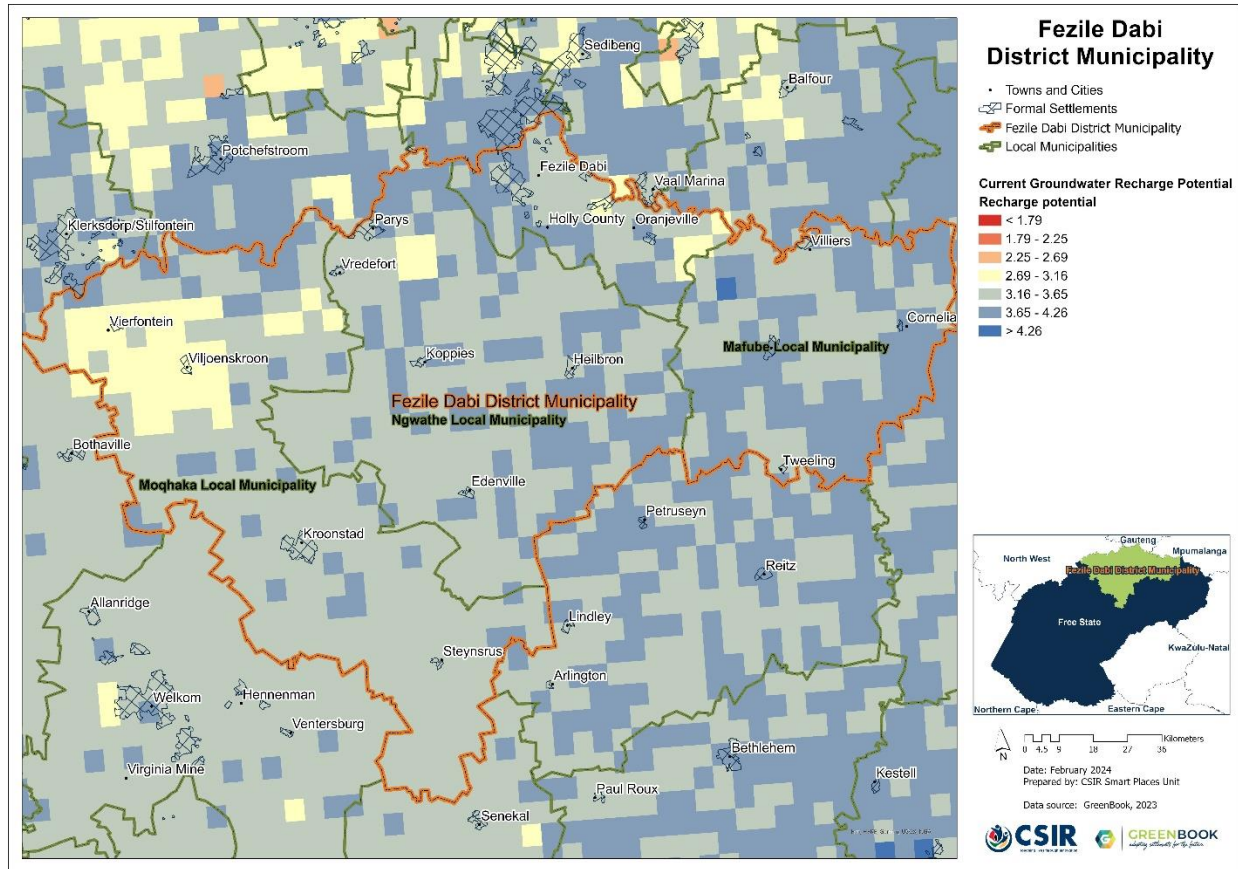 Fezile Dabi
District Municipality
Towns and Cities
Formal Settlements
Fezile Dabi District Municipality
Local Municipalities
Current Groundwater Recharge Potential
Recharge potential
< 1.79
1.79 - 2.25
2.25 - 2.69
2.69 - 3.16
3.16 - 3.65
3.65 - 4.26
> 4.26
Sedibeng
Balfour
Potchefstroom
Fezile Dabi
Vaal Marina
Klerksdorp/Stilfontein
Parys
Holly County
Oranjeville
Villiers
Vredefort
Vierfontein
Cornelia
Viljoenskroon
Koppies
Heilbron
Mafube Local Municipality
Fezile Dabi District Municipality
Ngwathe Local Municipality
Bothaville
Tweeling
Moqhaka Local Municipality
Edenville
Petruseyn
Kroonstad
Reitz
Allanridge
Lindley
Steynsrus
Arlington
Welkom
Hennenman
Ventersburg
Bethlehem
Virginia Mine
Kestell
Paul Roux
Senekal
Gauteng
North West
Mpumalanga
Fezile Dabi District Municipality
Free State
KwaZulu-Natal
Northern Cape
Eastern Cape
N
0 4.5 9 18 27 36
Kilometers
Date: February 2024
Prepared by: CSIR Smart Places Unit
Data source: GreenBook, 2023
CSIR
GREENBOOK
adapting settlements for the future